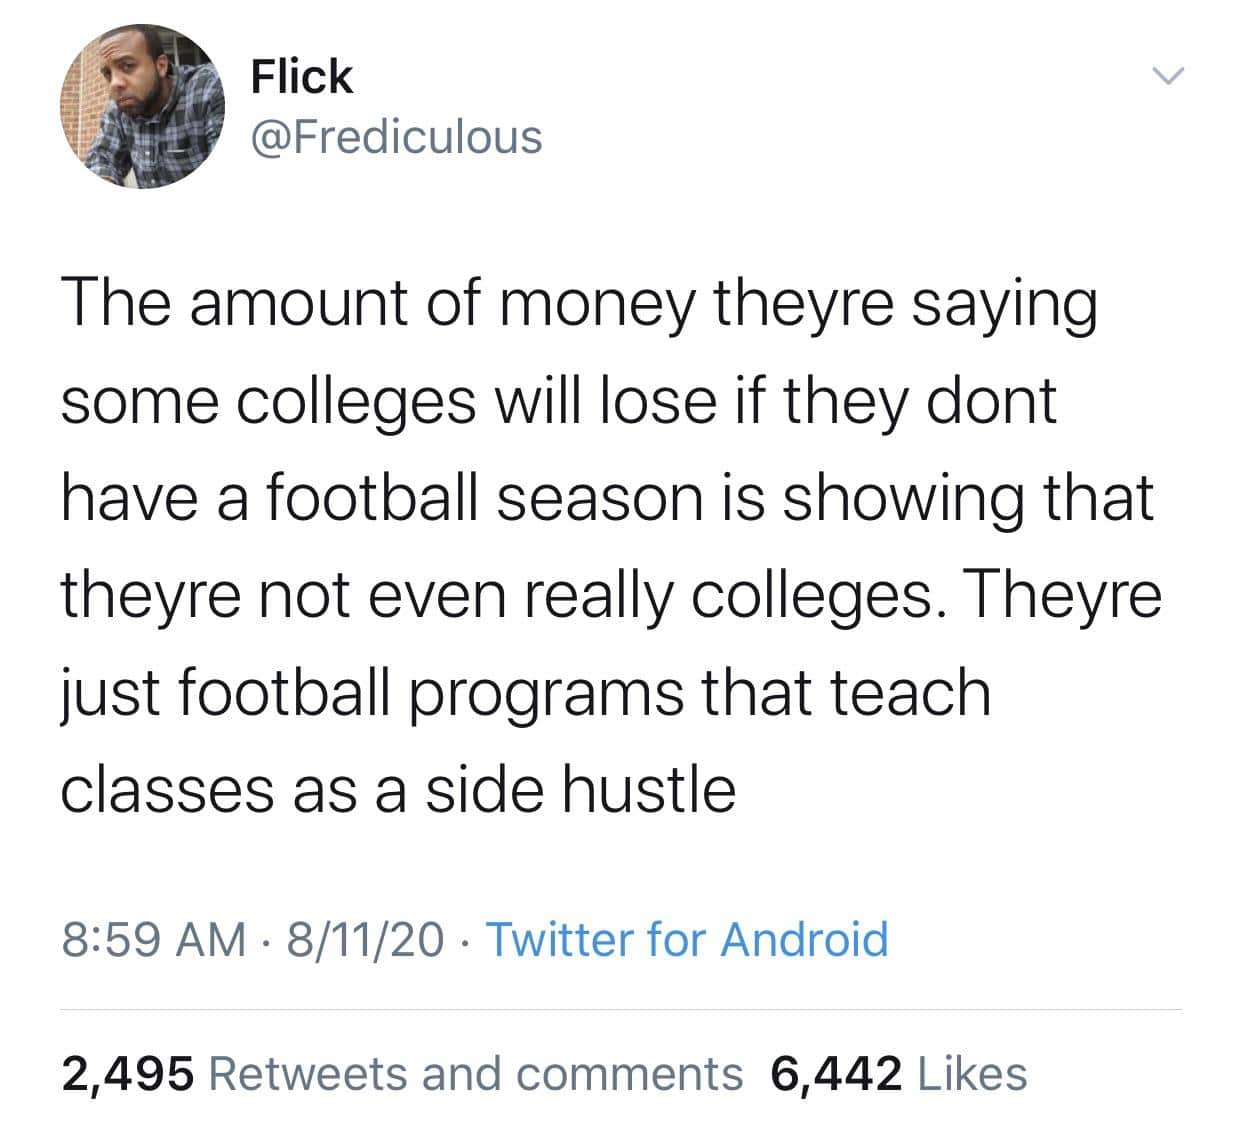 Flick
@Frediculous
The amount of money theyre saying
some colleges will lose if they dont
have a football season is showing that
theyre not even really colleges. Theyre
just football programs that teach
classes as a side hustle
8:59 AM · 8/11/20 · Twitter for Android
2,495 Retweets and comments 6,442 Likes